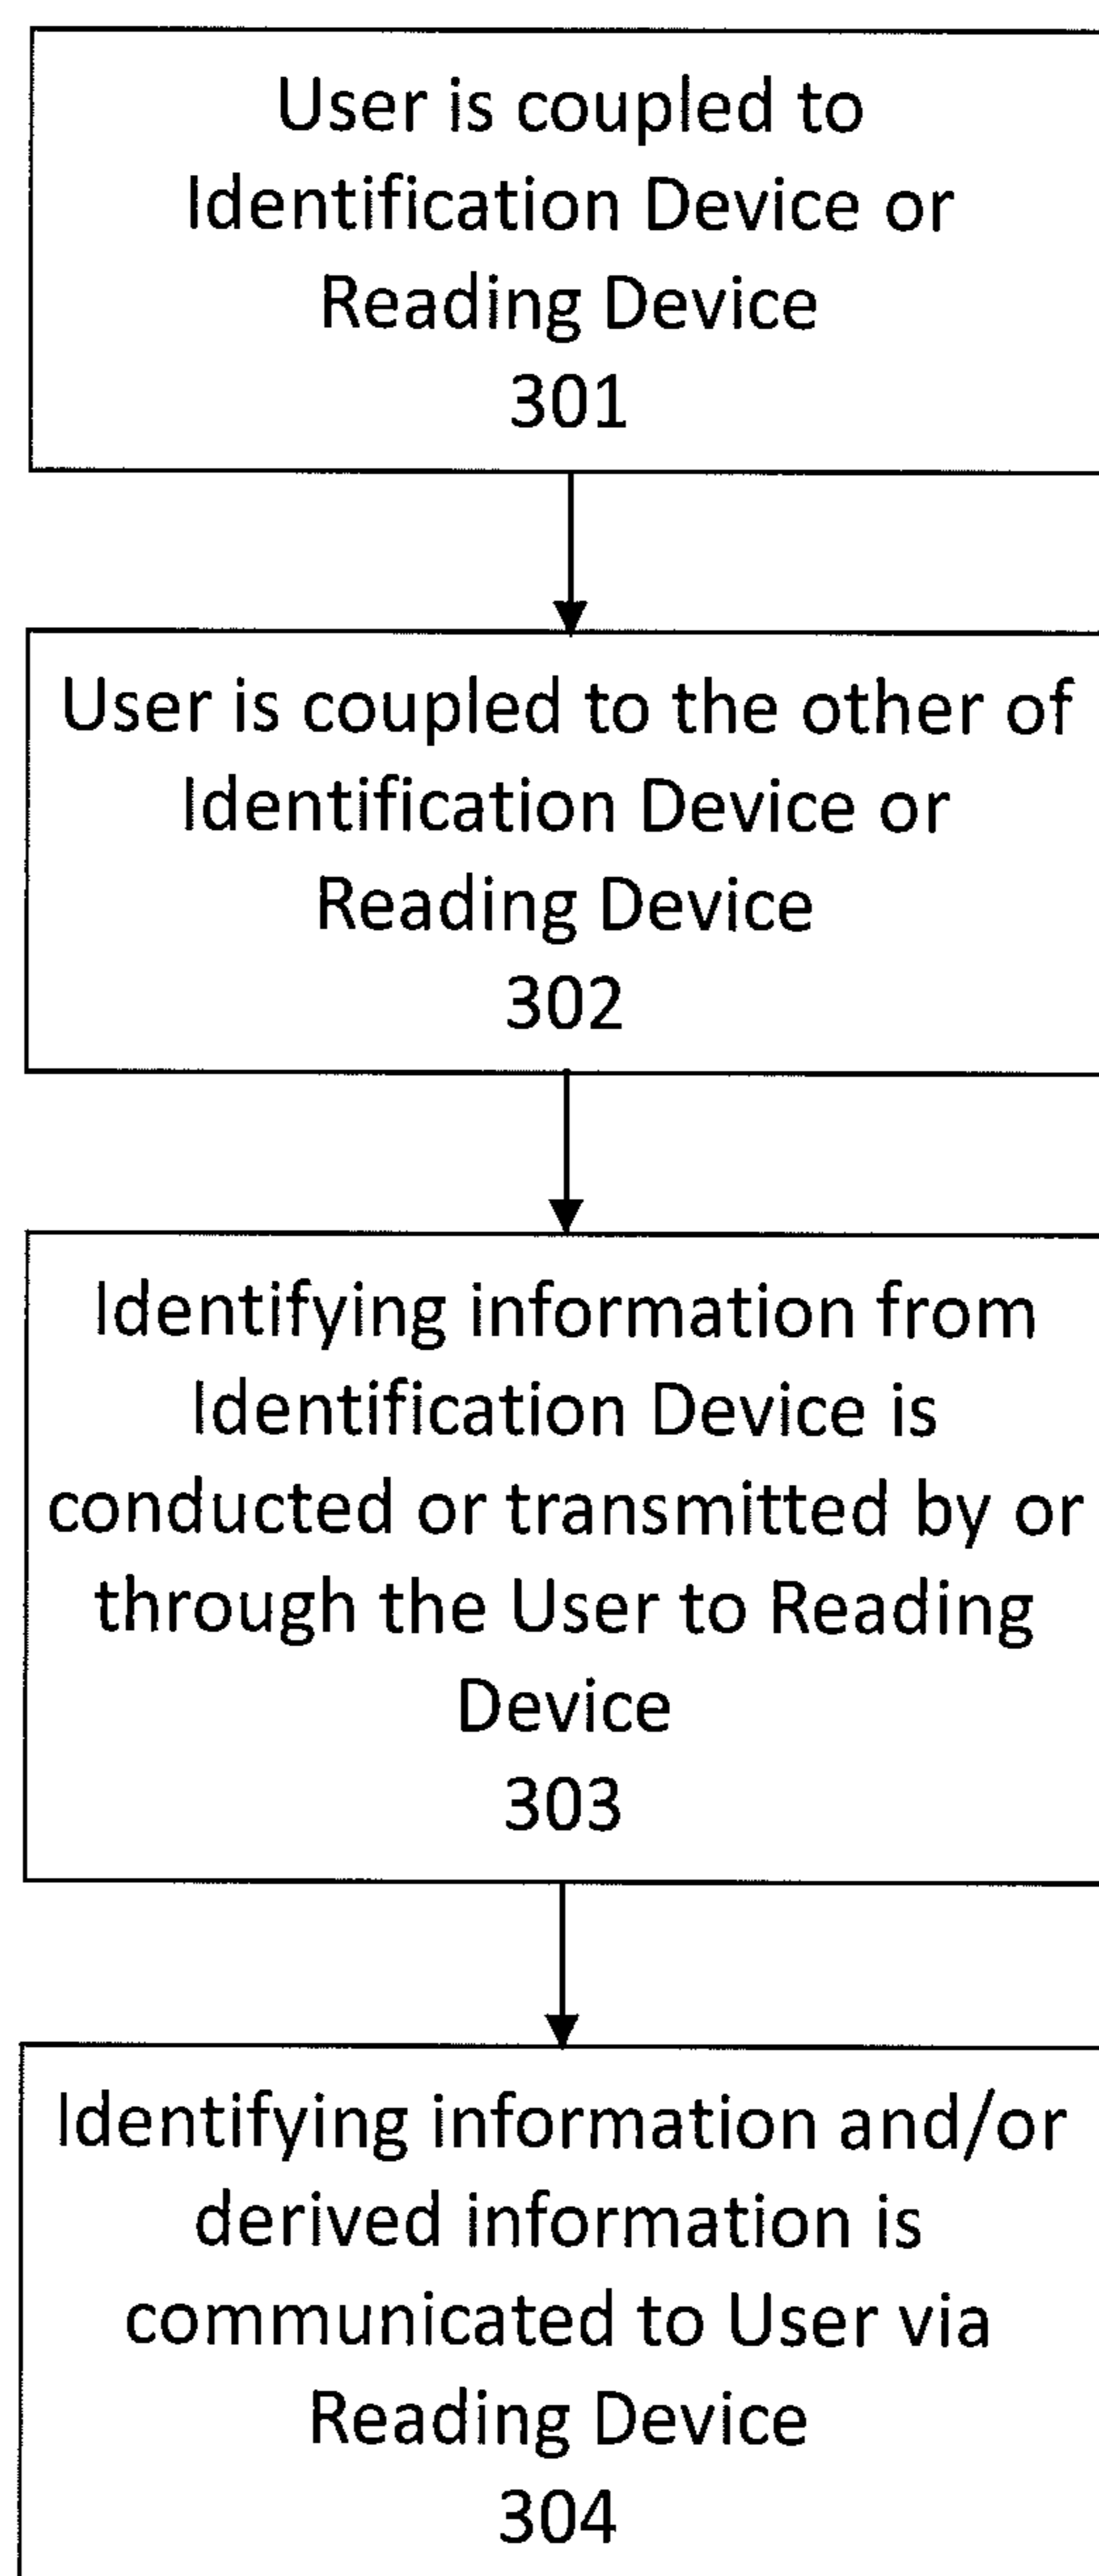 User is coupled to
Identification Device or
Reading Device
301
User is coupled to the other of
Identification Device or
Reading Device
302
Identifying information from
Identification Device is
conducted or transmitted by or
through the User to Reading
Device
303
Identifying information and/or
derived information is
communicated to User via
Reading Device
304